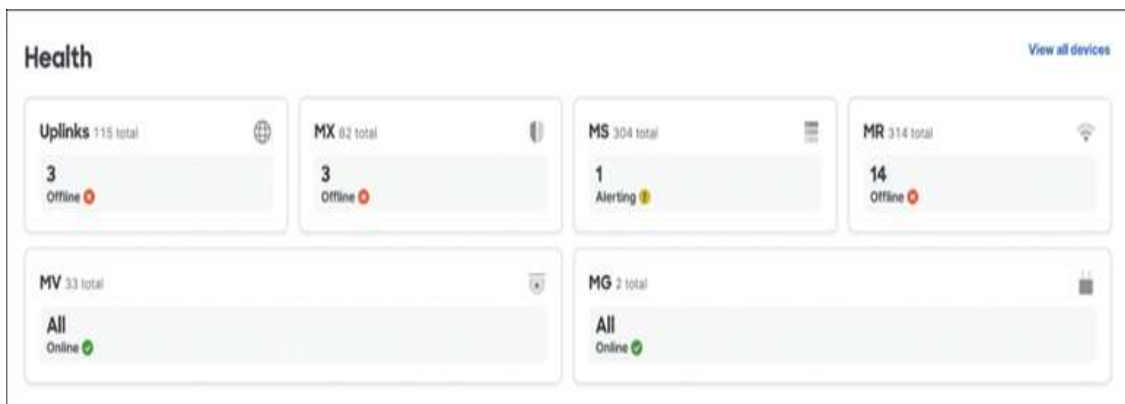 Health
View all devices
Uplinks 115 total
3
Offline
MX 82 total
3
Offline
MS 304 total
1
Alerting
MR 314 total
14
Offline
MV 33 total
All
Online
MG 2 total
All
Online